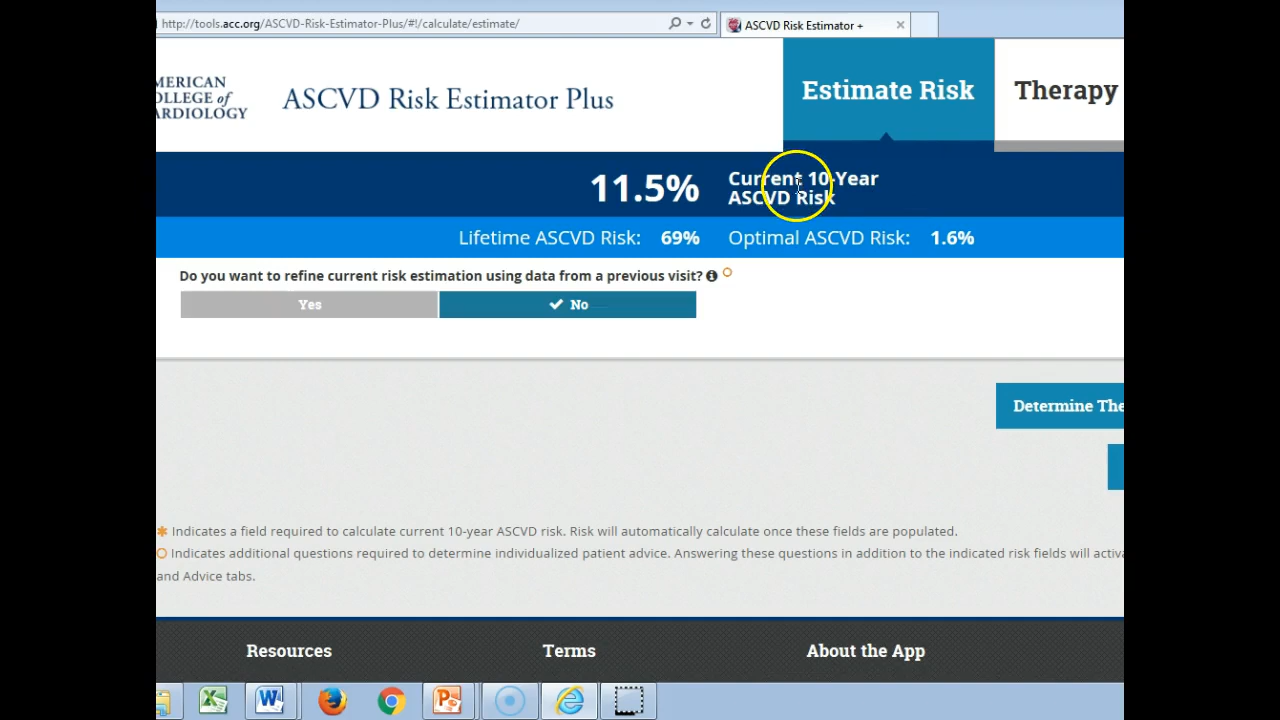 http://tools.acc.org/ASCVD-Risk-Estimator-Plus/#!/calculate/estimate/
ASCVD Risk Estimator +
MERICAN
OLLEGE of
ARDIOLOGY
ASCVD Risk Estimator Plus
Estimate Risk
Therapy
11.5%
Current 10-Year
ASCVD Risk
Lifetime ASCVD Risk: 69%
Optimal ASCVD Risk: 1.6%
Do you want to refine current risk estimation using data from a previous visit?
Yes
No
Determine The
* Indicates a field required to calculate current 10-year ASCVD risk. Risk will automatically calculate once these fields are populated.
Indicates additional questions required to determine individualized patient advice. Answering these questions in addition to the indicated risk fields will activa
and Advice tabs.
Resources
Terms
About the App